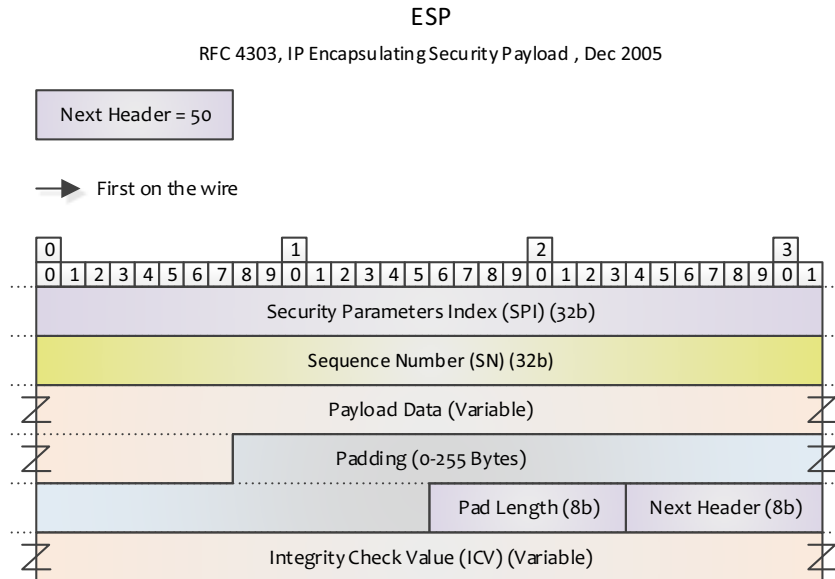 ESP
RFC 4303, IP Encapsulating Security Payload , Dec 2005
Next Header = 50
First on the wire
0 1 2 3
0 1 2 3 4 5 6 7 8 9 0 1 2 3 4 5 6 7 8 9 0 1 2 3 4 5 6 7 8 9 0 1
Security Parameters Index (SPI) (32b)
Sequence Number (SN) (32b)
Payload Data (Variable)
Padding (0-255 Bytes)
Pad Length (8b) Next Header (8b)
Integrity Check Value (ICV) (Variable)